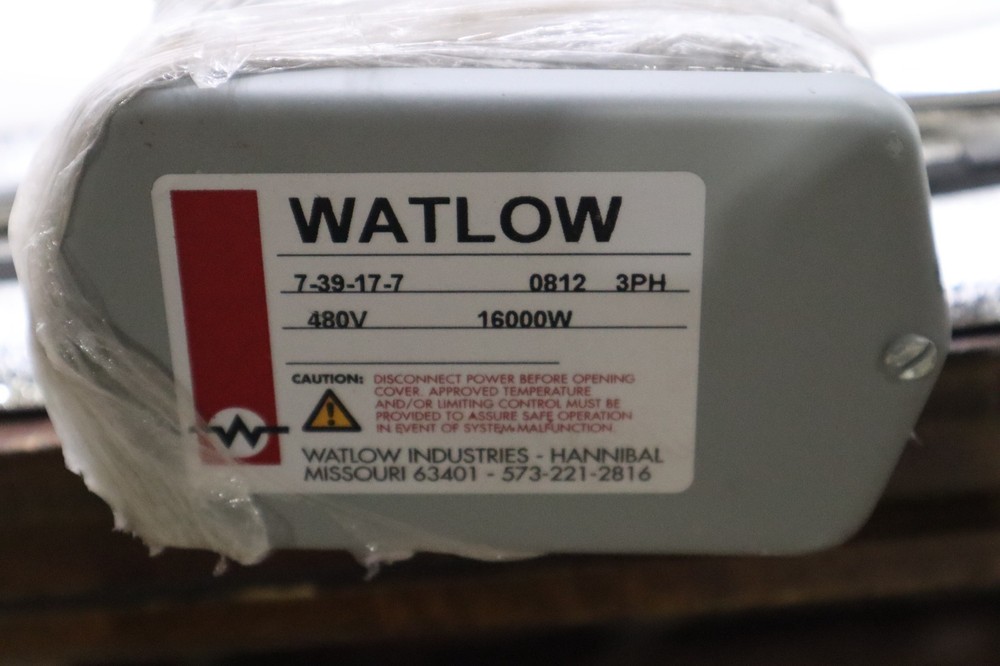 WATLOW
7-39-17-7 0812 3PH
480V 16000W
CAUTION: DISCONNECT POWER BEFORE OPENING
COVER. APPROVED TEMPERATURE
AND/OR LIMITING CONTROL MUST BE
PROVIDED TO ASSURE SAFE OPERATION
IN EVENT OF SYSTEM MALFUNCTION.
WATLOW INDUSTRIES - HANNIBAL
MISSOURI 63401 - 573-221-2816